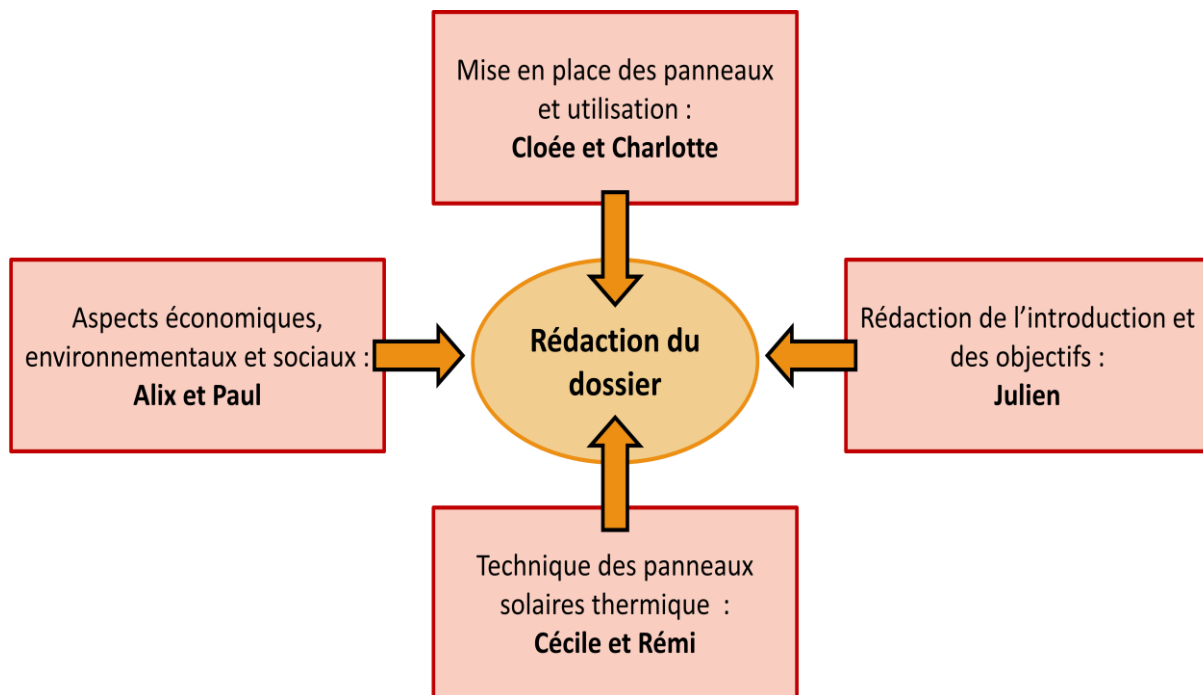 Mise en place des panneaux
et utilisation :
Cloée et Charlotte
Aspects économiques,
environnementaux et sociaux :
Alix et Paul
Rédaction du
dossier
Rédaction de l’introduction et
des objectifs :
Julien
Technique des panneaux
solaires thermique  :
Cécile et Rémi